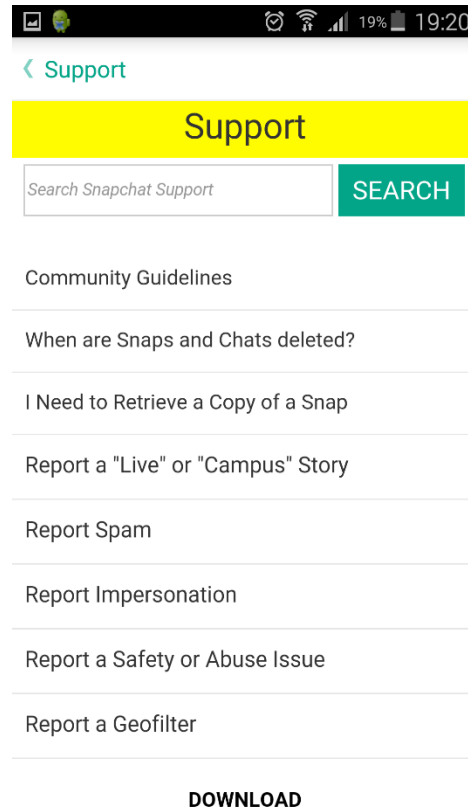 19% 19:20
Support
Support
Search Snapchat Support SEARCH
Community Guidelines
When are Snaps and Chats deleted?
I Need to Retrieve a Copy of a Snap
Report a "Live" or "Campus" Story
Report Spam
Report Impersonation
Report a Safety or Abuse Issue
Report a Geofilter
DOWNLOAD